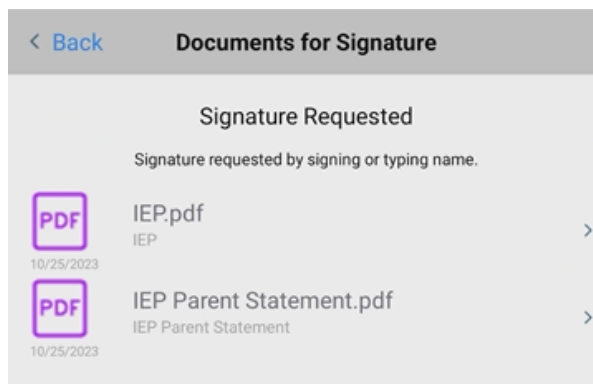 < Back Documents for Signature
Signature Requested
Signature requested by signing or typing name.
PDF IEP.pdf
IEP
10/25/2023
PDF IEP Parent Statement.pdf
IEP Parent Statement
10/25/2023